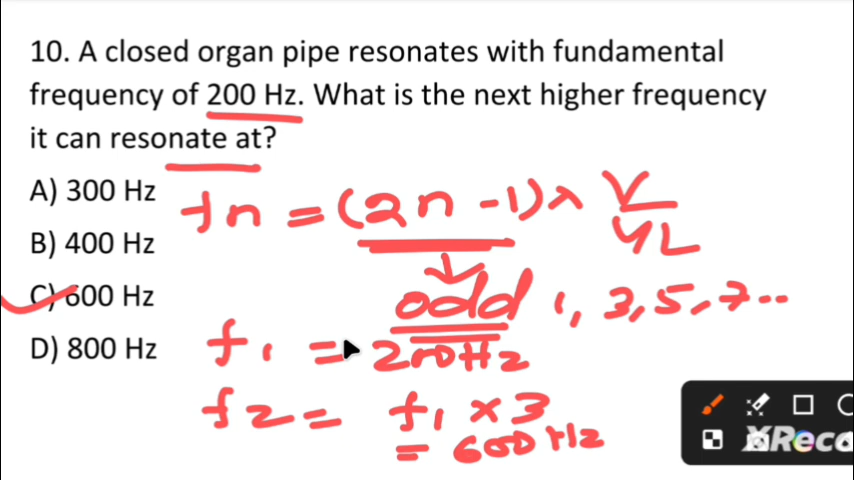 10. A closed organ pipe resonates with fundamental
frequency of 200 Hz. What is the next higher frequency
it can resonate at?
A) 300 Hz
B) 400 Hz
C) 600 Hz
D) 800 Hz
fn = (2n-1) × V/4L
odd 1, 3, 5, 7--
f1 = 200Hz
f2 = f1 × 3
= 600 Hz
XReco